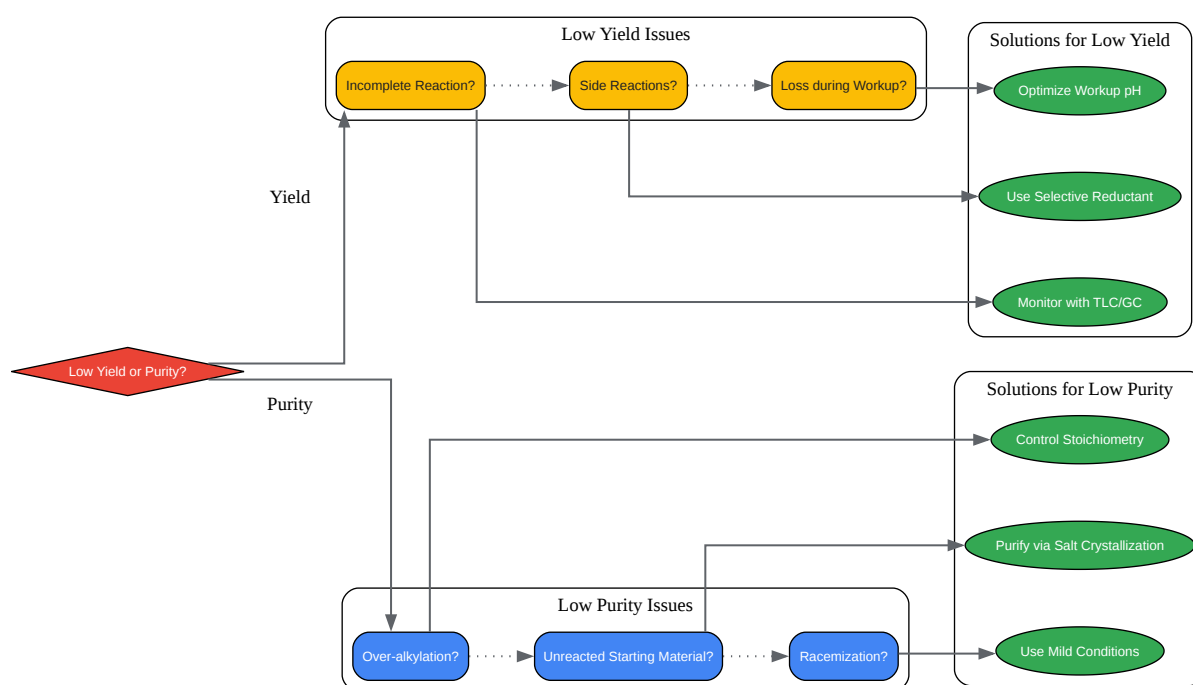 Low Yield Issues
Incomplete Reaction?
Side Reactions?
Loss during Workup?
Solutions for Low Yield
Optimize Workup pH
Use Selective Reductant
Monitor with TLC/GC
Yield
Low Yield or Purity?
Purity
Solutions for Low Purity
Control Stoichiometry
Purify via Salt Crystallization
Use Mild Conditions
Low Purity Issues
Over-alkylation?
Unreacted Starting Material?
Racemization?